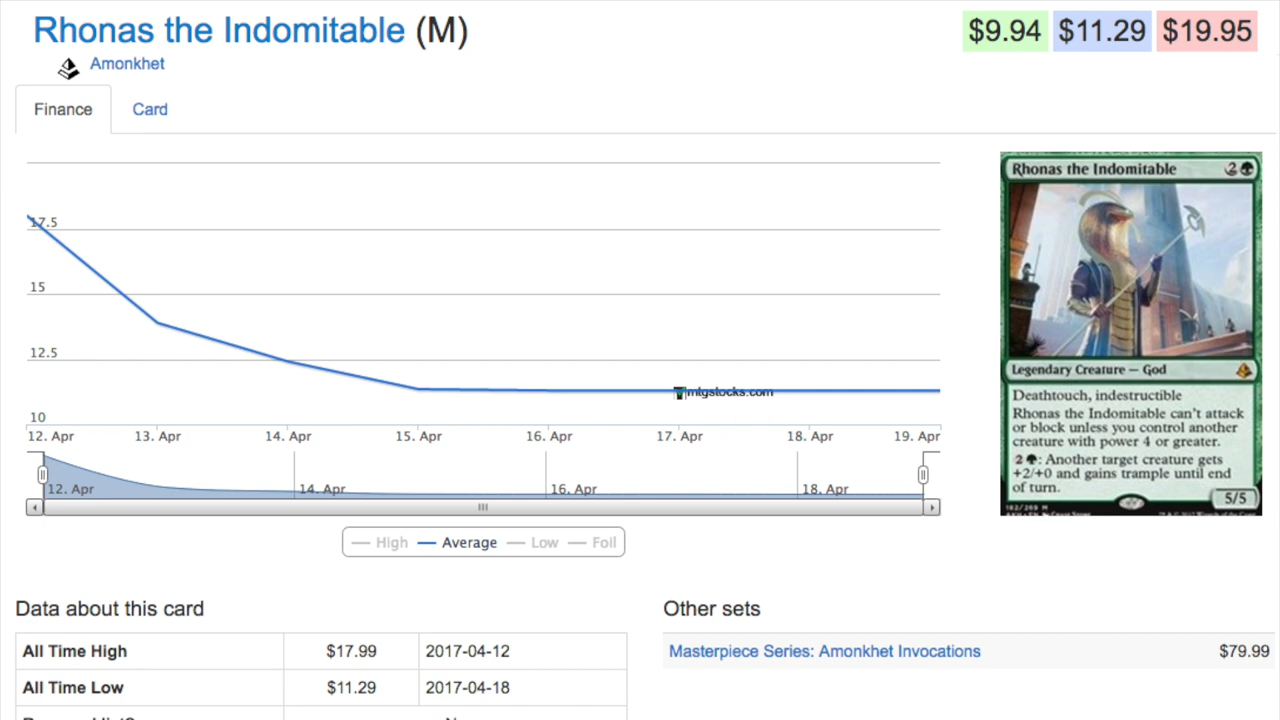 Rhonas the Indomitable (M)
$9.94 $11.29 $19.95
Amonkhet
Finance Card
17.5
15
12.5
10
mtgstocks.com
12. Apr 13. Apr 14. Apr 15. Apr 16. Apr 17. Apr 18. Apr 19. Apr
12. Apr 14. Apr 16. Apr 18. Apr
High Average Low Foil
Rhonas the Indomitable 2
Legendary Creature — God
Deathtouch, indestructible
Rhonas the Indomitable can't attack
or block unless you control another
creature with power 4 or greater.
2 : Another target creature gets
+2/+0 and gains trample until end
of turn.
5/5
Data about this card
All Time High $17.99 2017-04-12
All Time Low $11.29 2017-04-18
Other sets
Masterpiece Series: Amonkhet Invocations $79.99